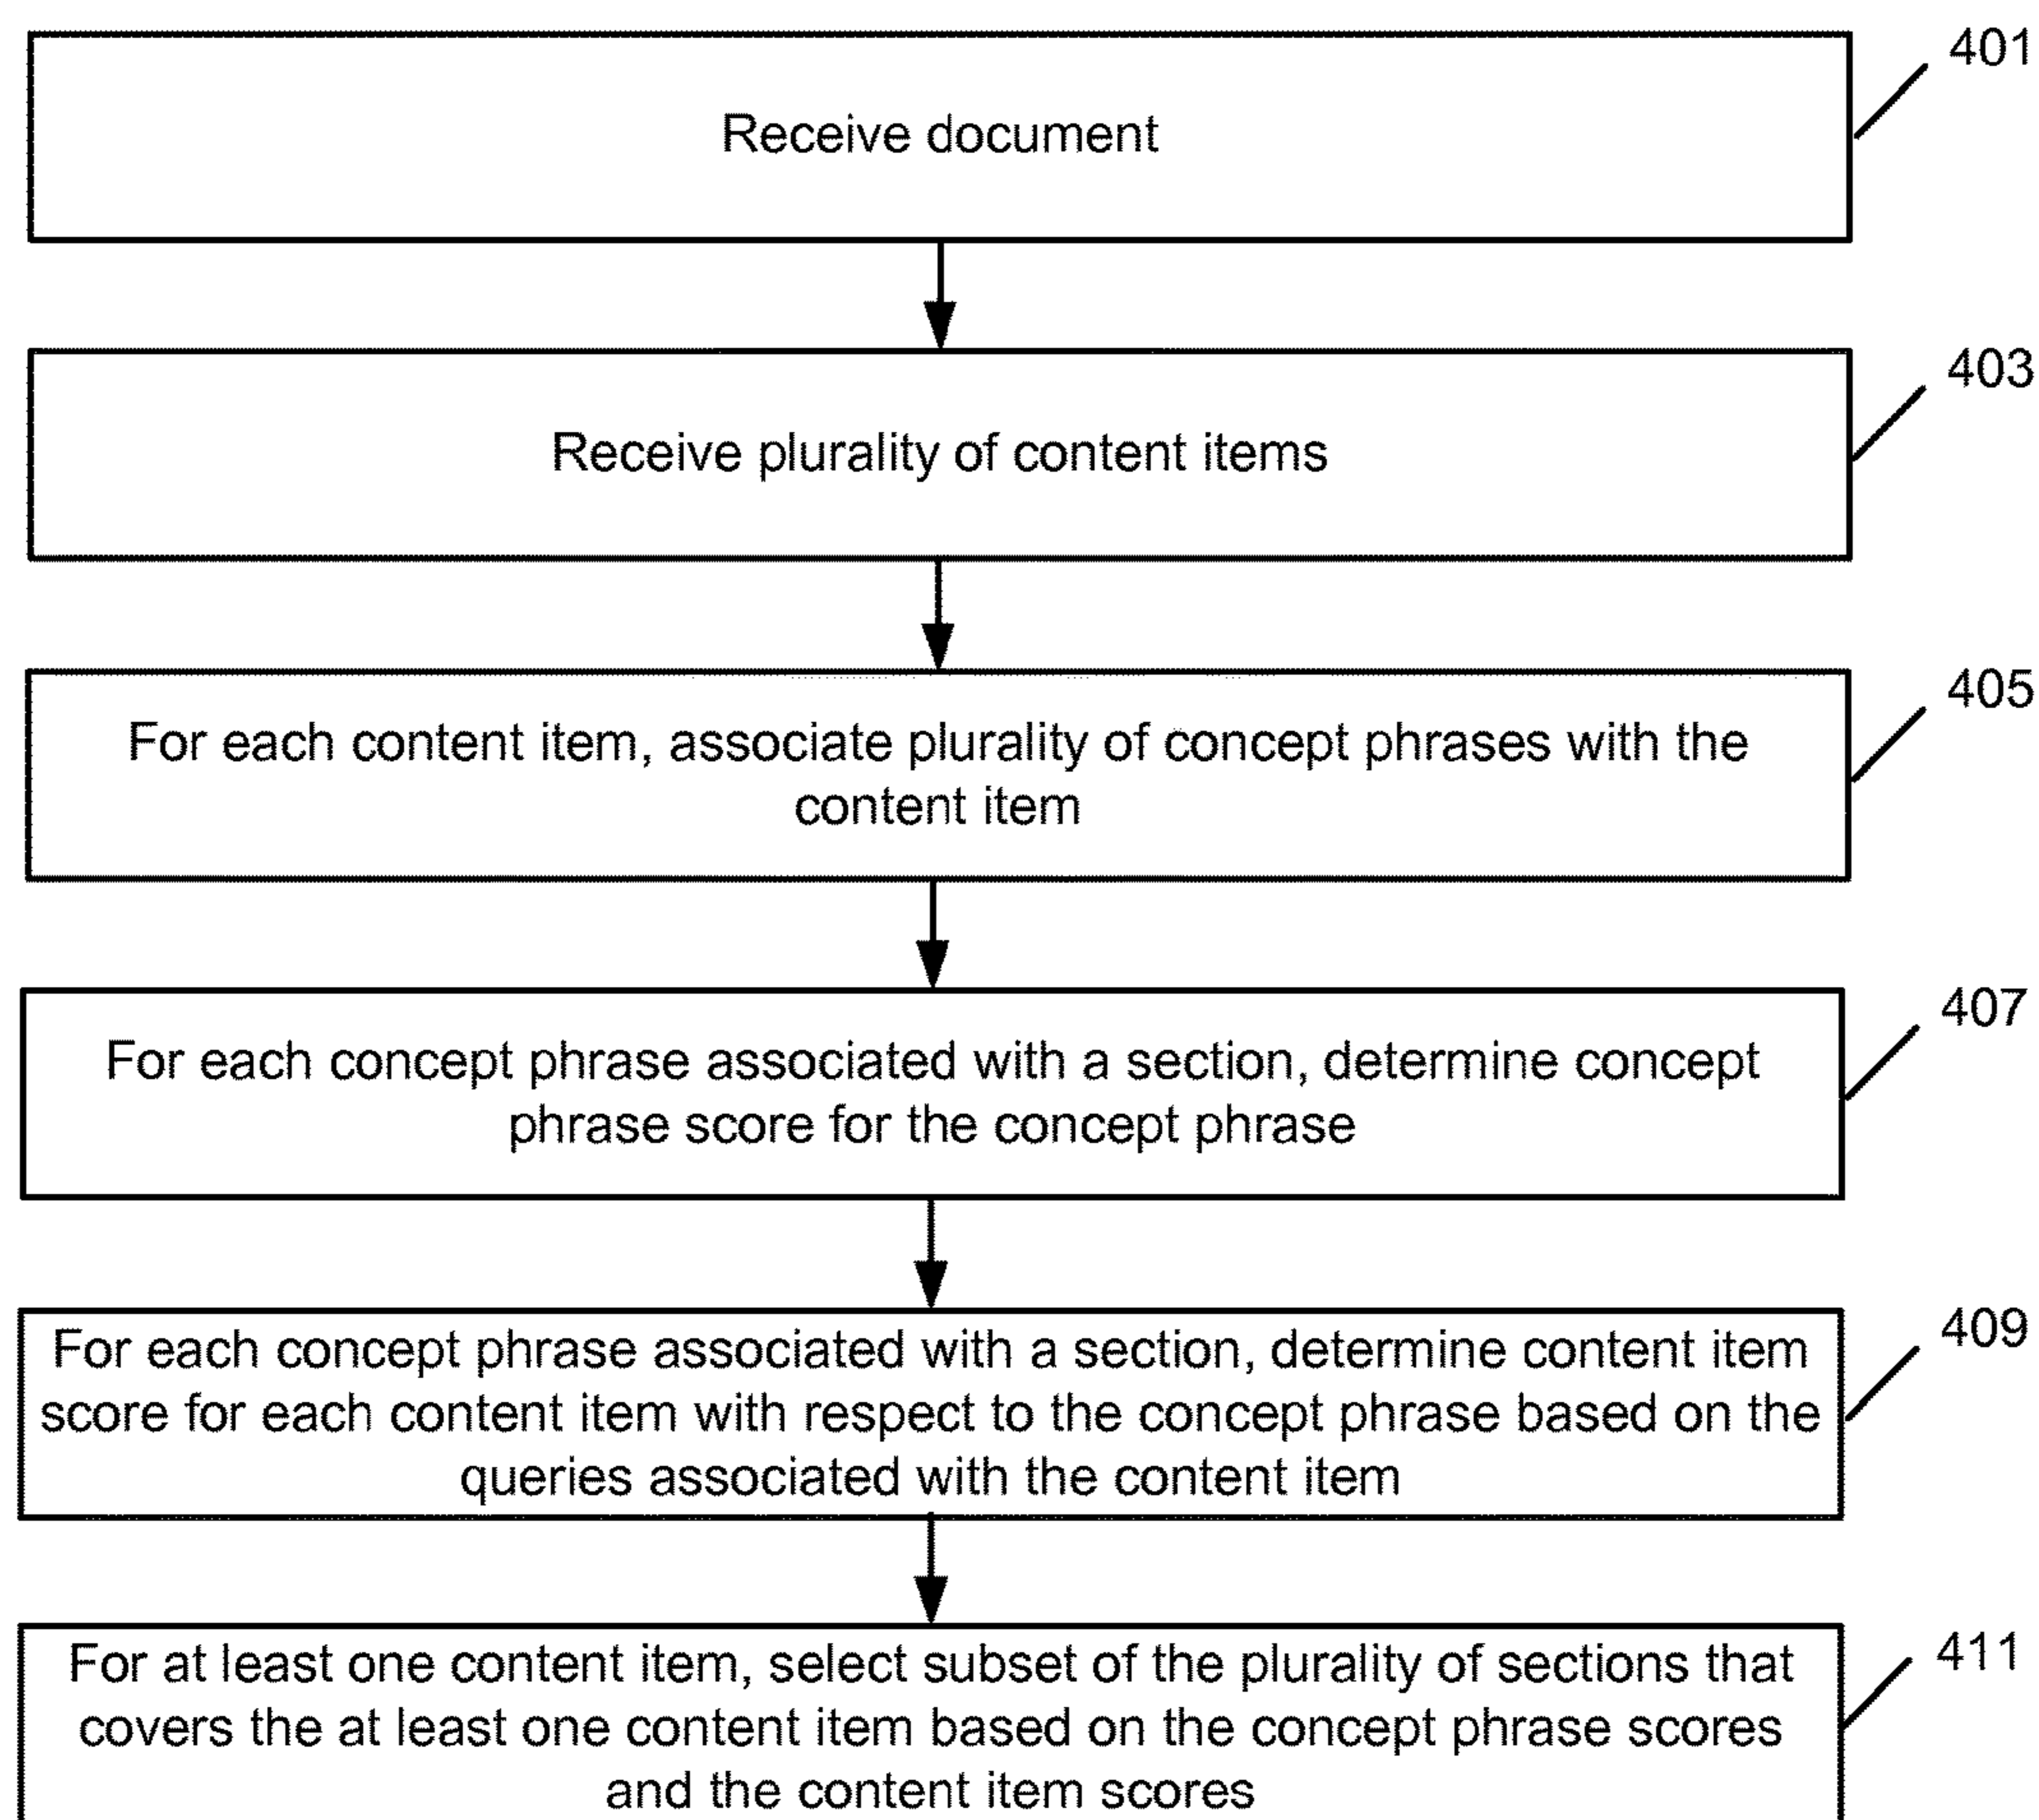 401
Receive document
403
Receive plurality of content items
405
For each content item, associate plurality of concept phrases with the
content item
407
For each concept phrase associated with a section, determine concept
phrase score for the concept phrase
409
For each concept phrase associated with a section, determine content item
score for each content item with respect to the concept phrase based on the
queries associated with the content item
411
For at least one content item, select subset of the plurality of sections that
covers the at least one content item based on the concept phrase scores
and the content item scores